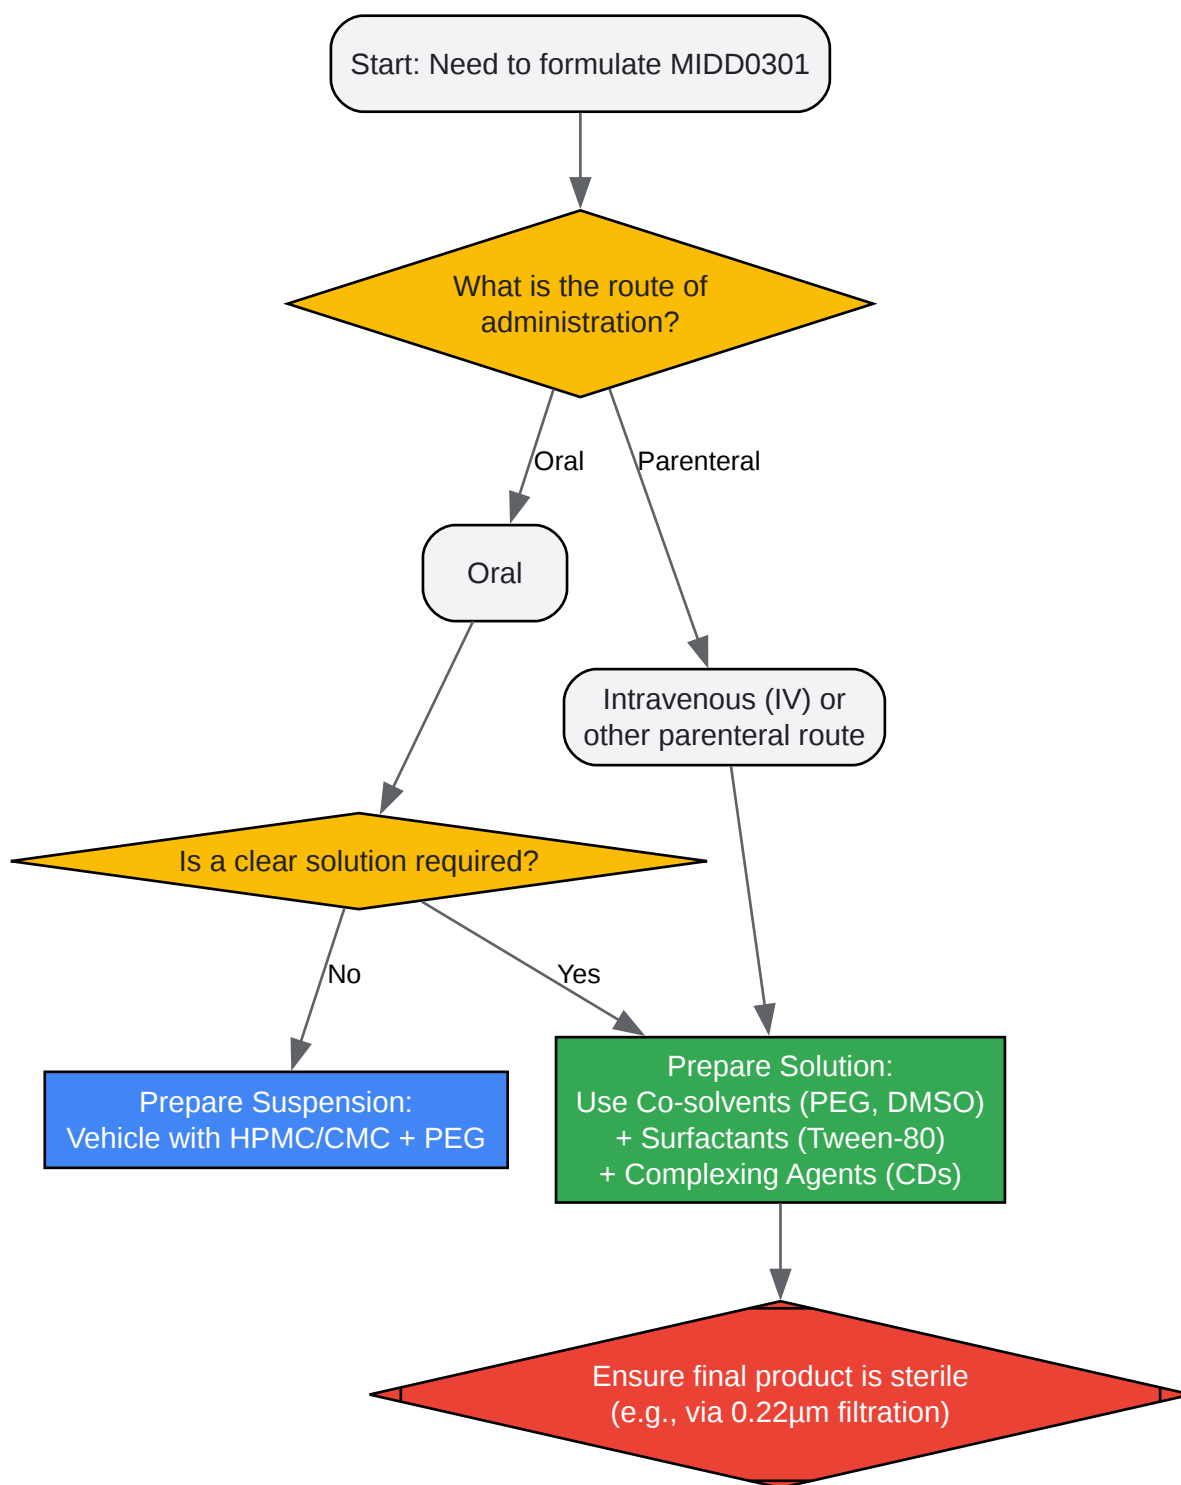 Start: Need to formulate MIDD0301
What is the route of
administration?
Oral
Parenteral
Oral
Intravenous (IV) or
other parenteral route
Is a clear solution required?
No
Yes
Prepare Suspension:
Vehicle with HPMC/CMC + PEG
Prepare Solution:
Use Co-solvents (PEG, DMSO)
+ Surfactants (Tween-80)
+ Complexing Agents (CDs)
Ensure final product is sterile
(e.g., via 0.22µm filtration)